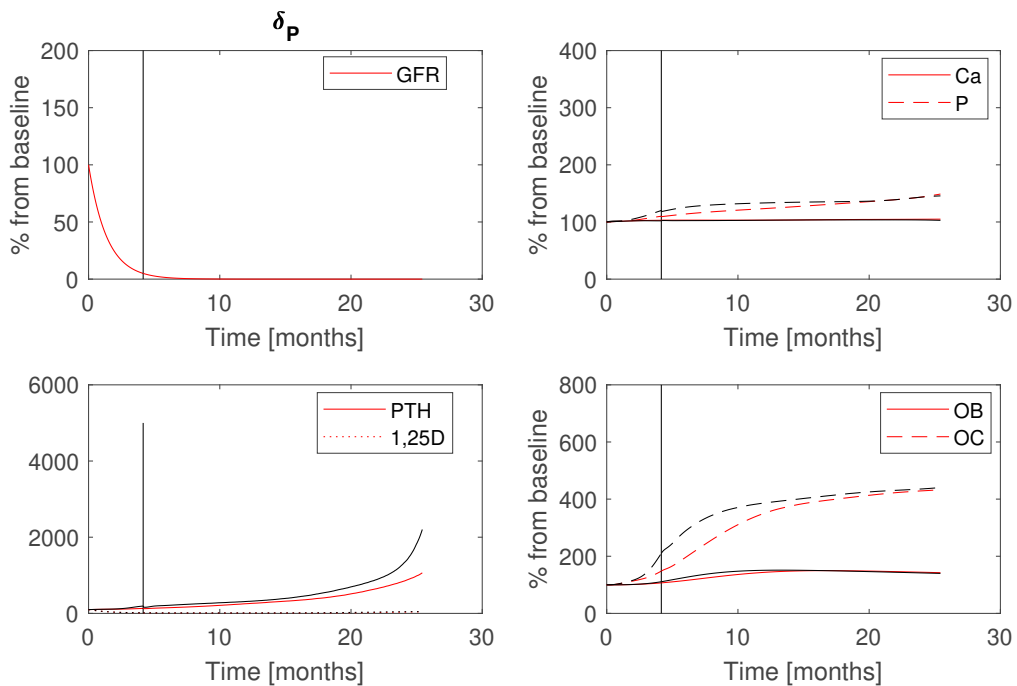 δP
200
150
100
50
0
% from baseline
0 10 20 30
Time [months]
GFR
400
300
200
100
0
% from baseline
0 10 20 30
Time [months]
Ca
P
6000
4000
2000
0
0 10 20 30
Time [months]
PTH
1,25D
800
600
400
200
0
% from baseline
0 10 20 30
Time [months]
OB
OC